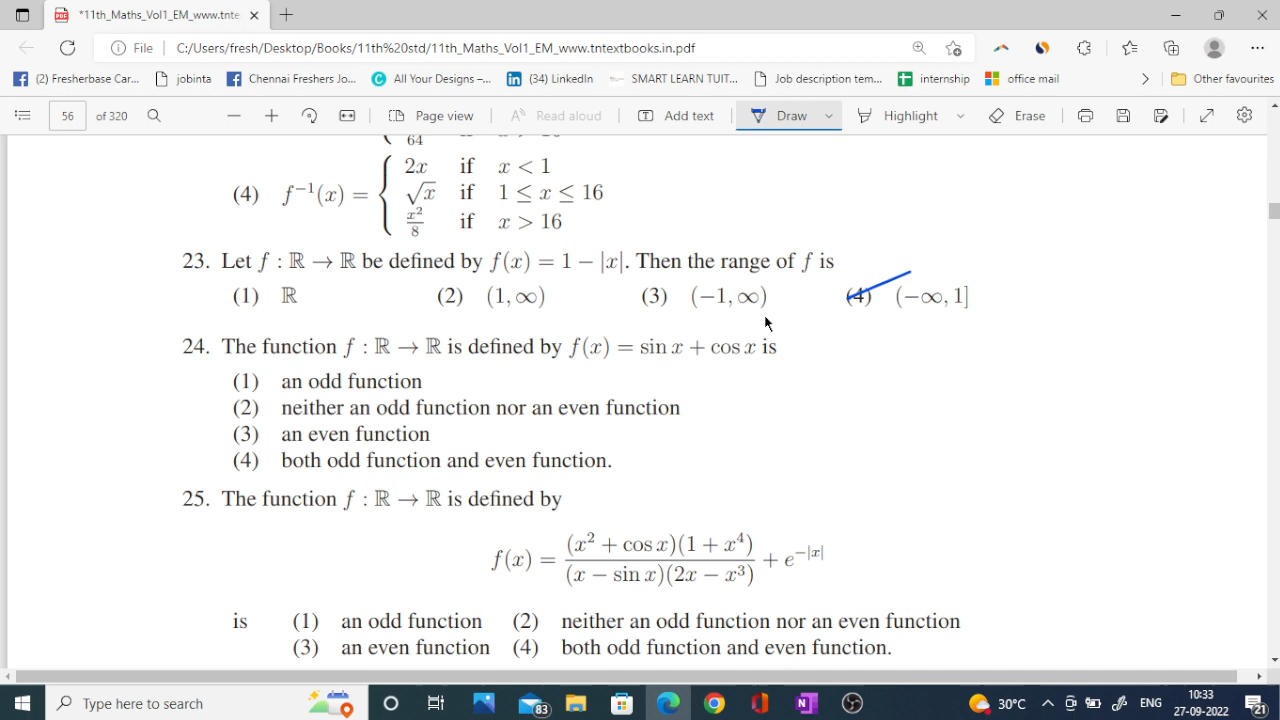 *11th_Maths_Vol1_EM_www.tnte
File C:/Users/fresh/Desktop/Books/11th%20std/11th_Maths_Vol1_EM_www.tntextbooks.in.pdf
(2) Fresherbase Car... jobinta Chennai Freshers Jo... All Your Designs –... (34) LinkedIn SMART LEARN TUIT... Job description tem... internship office mail Other favourites
56 of 320 Page view Read aloud Add text Draw Highlight Erase
64
(4) f⁻¹(x) = { 2x if x < 1
√x if 1 ≤ x ≤ 16
x²/8 if x > 16
23. Let f : ℝ → ℝ be defined by f(x) = 1 − |x|. Then the range of f is
(1) ℝ (2) (1, ∞) (3) (−1, ∞) (4) (−∞, 1]
24. The function f : ℝ → ℝ is defined by f(x) = sin x + cos x is
(1) an odd function
(2) neither an odd function nor an even function
(3) an even function
(4) both odd function and even function.
25. The function f : ℝ → ℝ is defined by
f(x) = (x² + cos x)(1 + x⁴) / (x − sin x)(2x − x³) + e^(−|x|)
is (1) an odd function (2) neither an odd function nor an even function
(3) an even function (4) both odd function and even function.
Type here to search 83 30°C ENG 10:33
27-09-2022 21